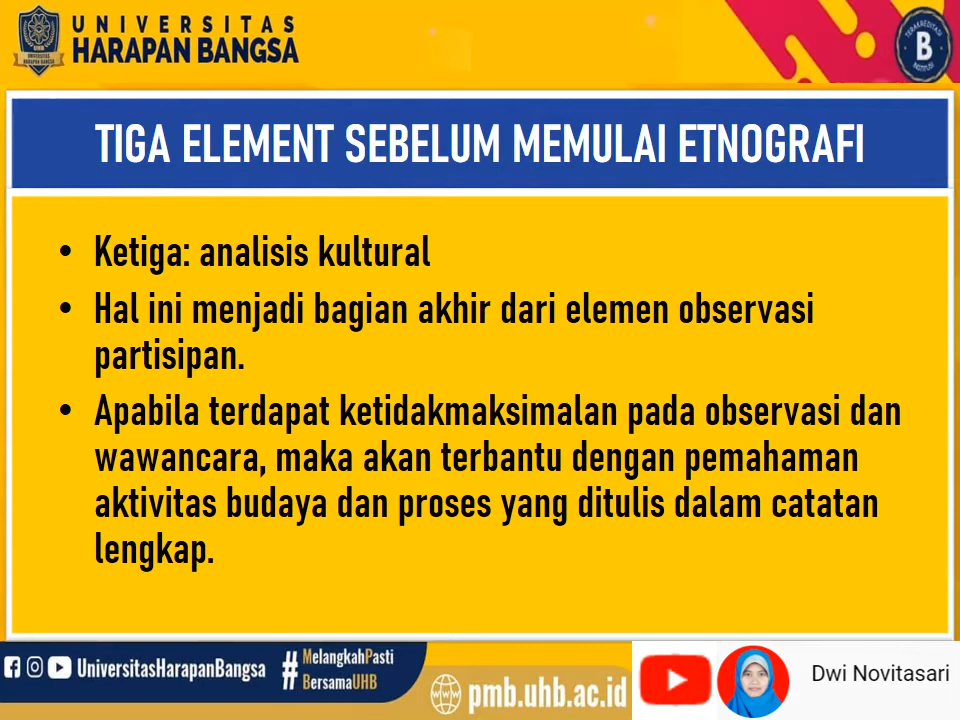 UNIVERSITAS
HARAPAN BANGSA
TERAKREDITASI
B
INSTITUSI
TIGA ELEMENT SEBELUM MEMULAI ETNOGRAFI
• Ketiga: analisis kultural
• Hal ini menjadi bagian akhir dari elemen observasi
partisipan.
• Apabila terdapat ketidakmaksimalan pada observasi dan
wawancara, maka akan terbantu dengan pemahaman
aktivitas budaya dan proses yang ditulis dalam catatan
lengkap.
UniversitasHarapanBangsa
#MelangkahPasti
BersamaUHB
pmb.uhb.ac.id
Dwi Novitasari